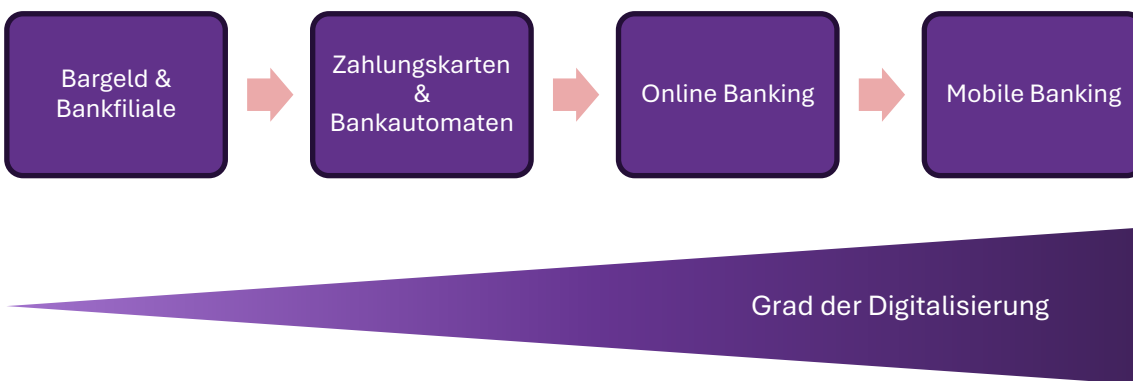 Bargeld &
Bankfiliale
Zahlungskarten
&
Bankautomaten
Online Banking
Mobile Banking
Grad der Digitalisierung